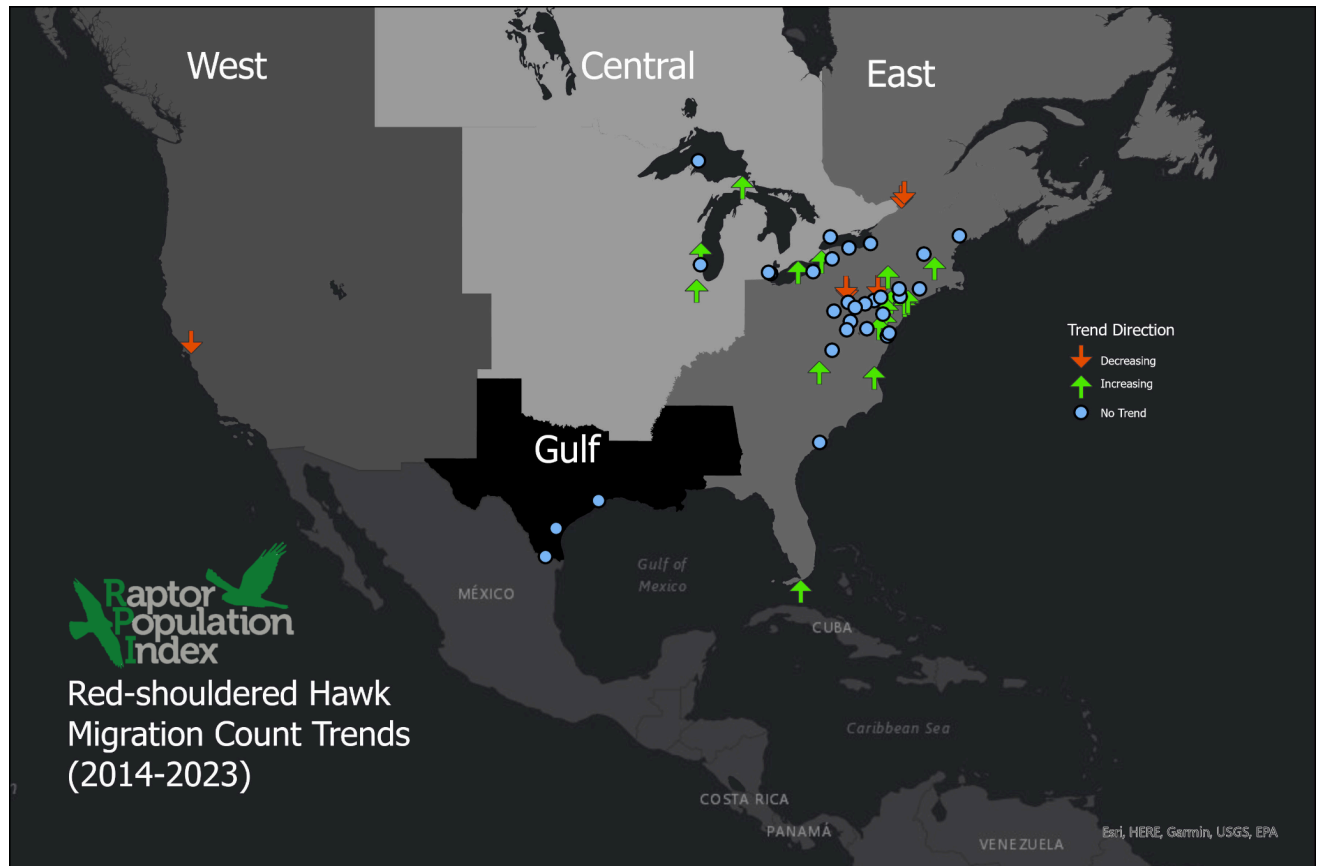 West
Central
East
Gulf
Trend Direction
Decreasing
Increasing
No Trend
Gulf of
Mexico
MÉXICO
CUBA
Raptor
Population
Index
Red-shouldered Hawk
Migration Count Trends
(2014-2023)
Caribbean Sea
COSTA RICA
PANAMÁ
VENEZUELA
Esri, HERE, Garmin, USGS, EPA